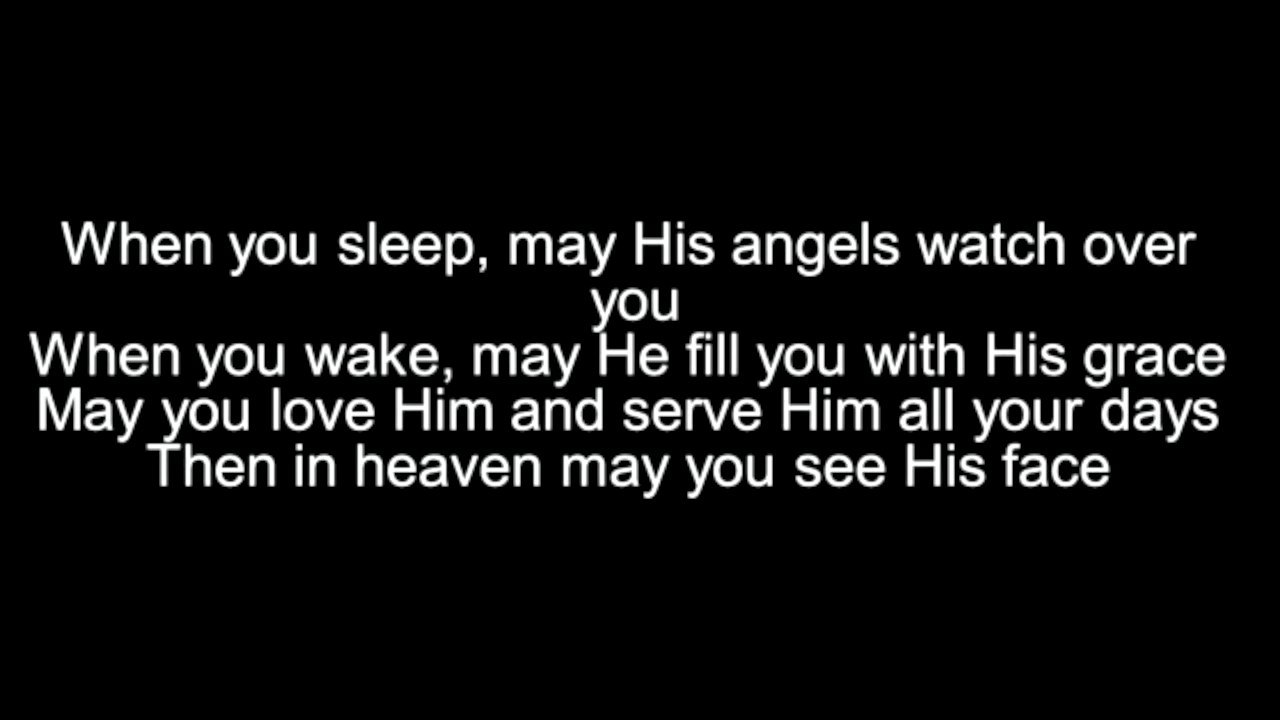 When you sleep, may His angels watch over
you
When you wake, may He fill you with His grace
May you love Him and serve Him all your days
Then in heaven may you see His face